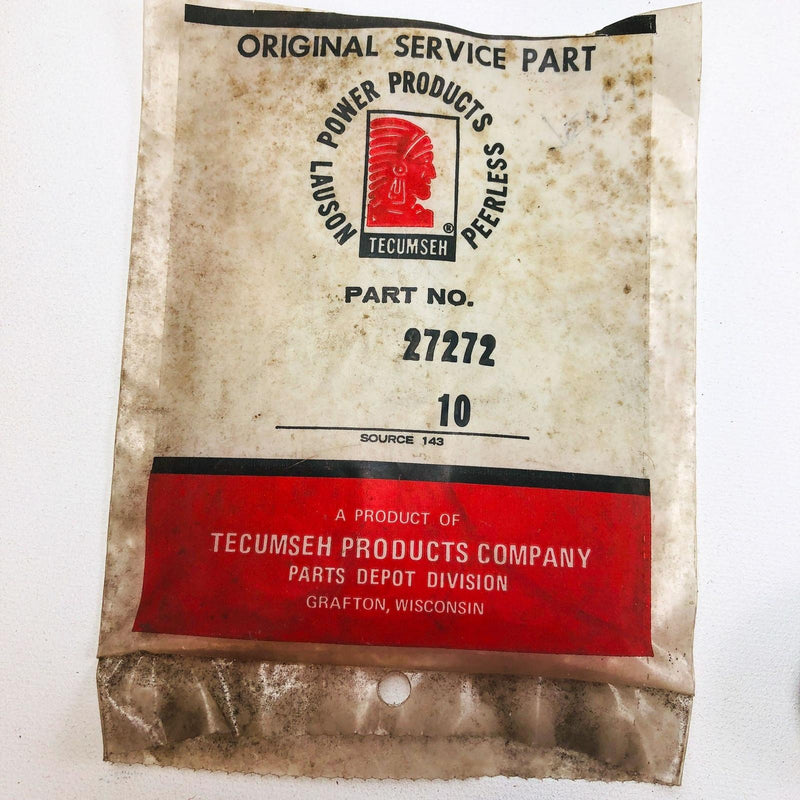 ORIGINAL SERVICE PART
LAUSON POWER PRODUCTS PEERLESS
®
TECUMSEH
PART NO.
27272
10
SOURCE 143
A PRODUCT OF
TECUMSEH PRODUCTS COMPANY
PARTS DEPOT DIVISION
GRAFTON, WISCONSIN